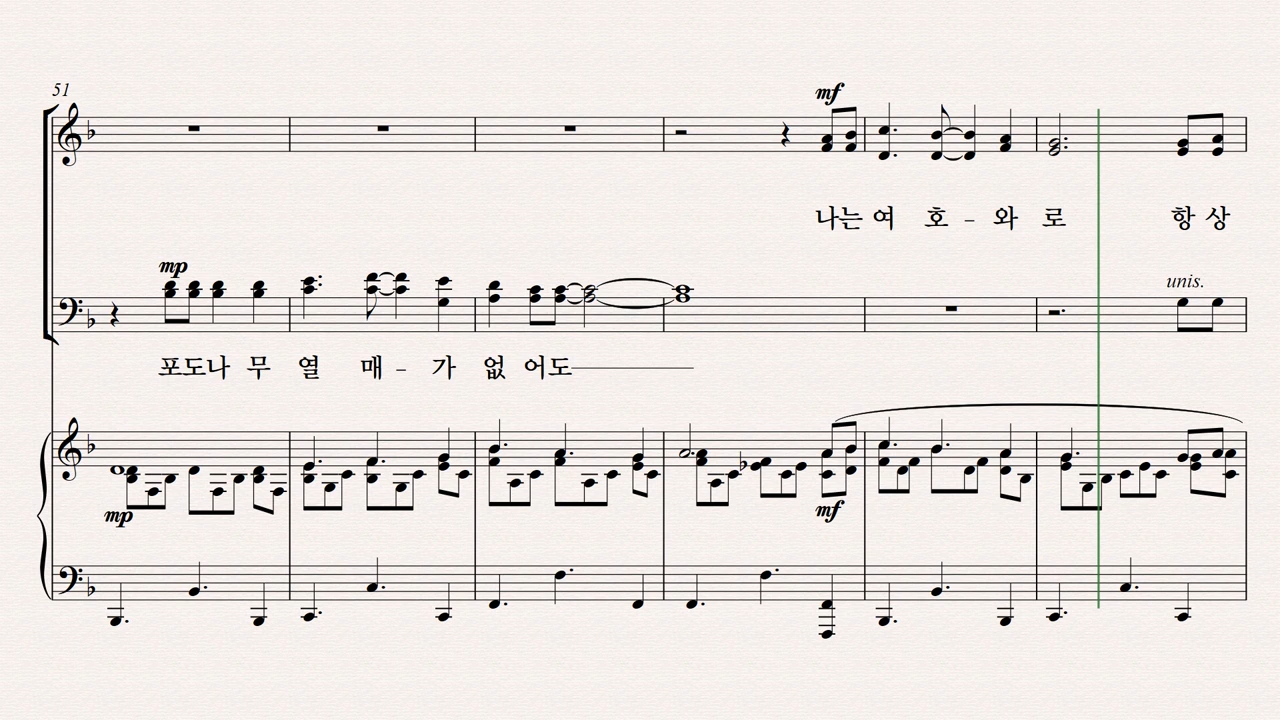 51
mf
나는 여 호 - 와 로 항 상
mp
unis.
포도나 무 열 매 - 가 없 어도
mp
mf